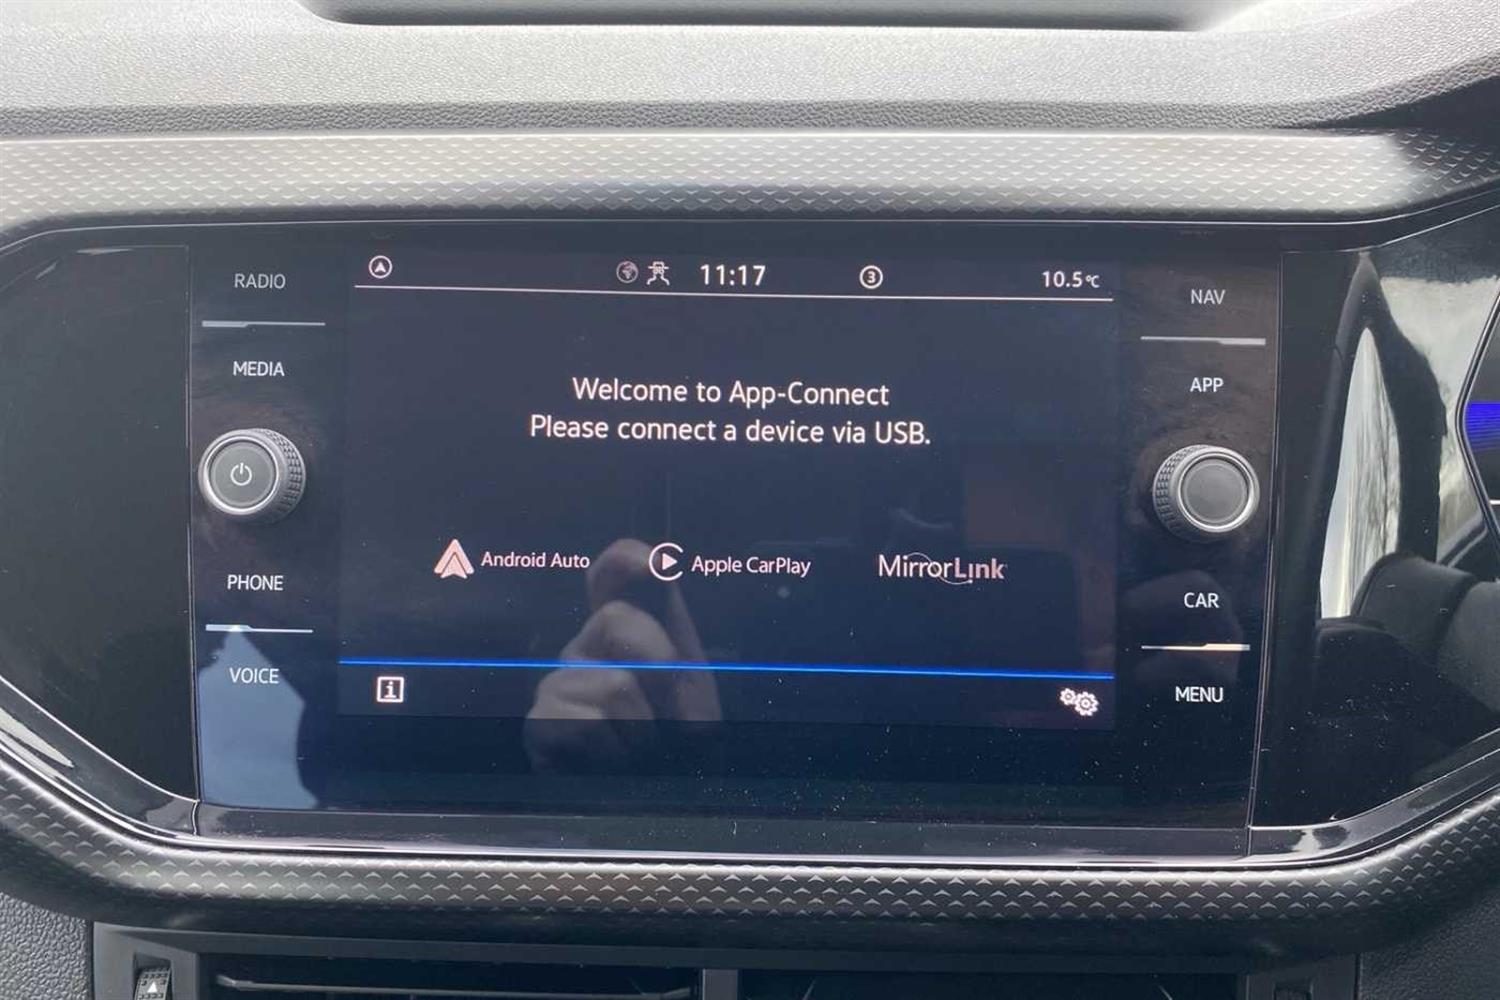 RADIO
MEDIA
PHONE
VOICE
11:17
3
10.5°C
Welcome to App-Connect
Please connect a device via USB.
Android Auto
Apple CarPlay
MirrorLink
i
NAV
APP
CAR
MENU